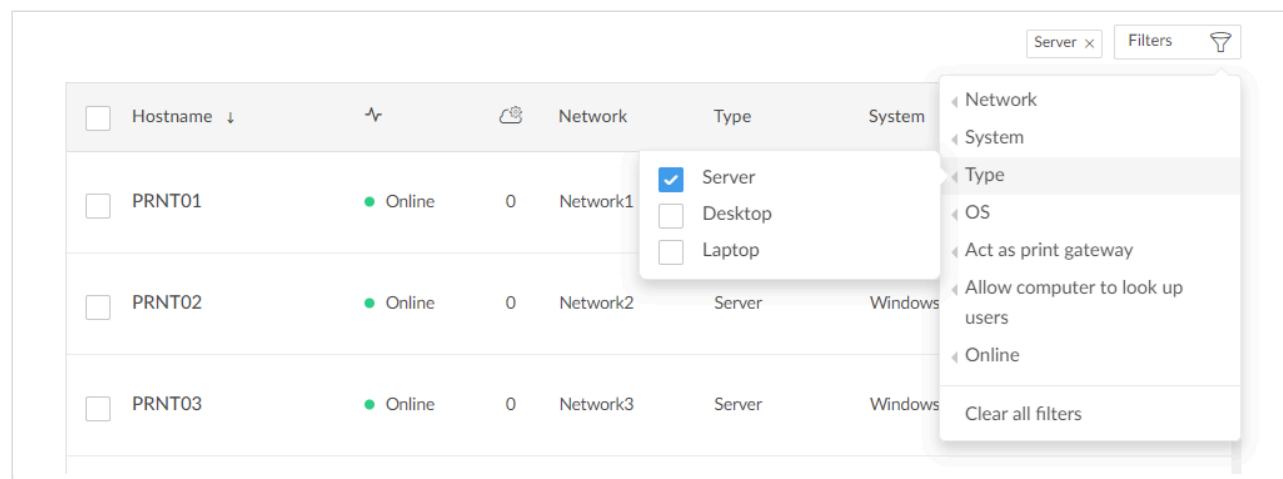 Server × Filters
Hostname ↓ Network Type System
PRNT01 Online 0 Network1
PRNT02 Online 0 Network2 Server Windows
PRNT03 Online 0 Network3 Server Windows
Server
Desktop
Laptop
Network
System
Type
OS
Act as print gateway
Allow computer to look up
users
Online
Clear all filters